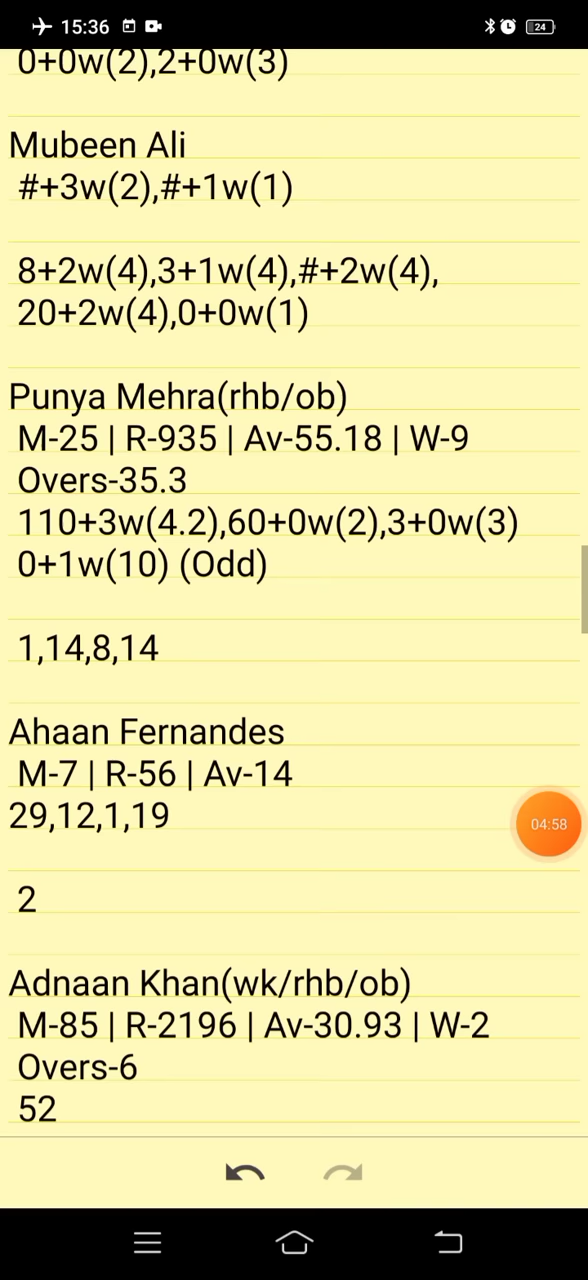 15:36
24
0+0w(2),2+0w(3)
Mubeen Ali
#+3w(2),#+1w(1)
8+2w(4),3+1w(4),#+2w(4),
20+2w(4),0+0w(1)
Punya Mehra(rhb/ob)
M-25 | R-935 | Av-55.18 | W-9
Overs-35.3
110+3w(4.2),60+0w(2),3+0w(3)
0+1w(10) (Odd)
1,14,8,14
Ahaan Fernandes
M-7 | R-56 | Av-14
29,12,1,19
04:58
2
Adnaan Khan(wk/rhb/ob)
M-85 | R-2196 | Av-30.93 | W-2
Overs-6
52